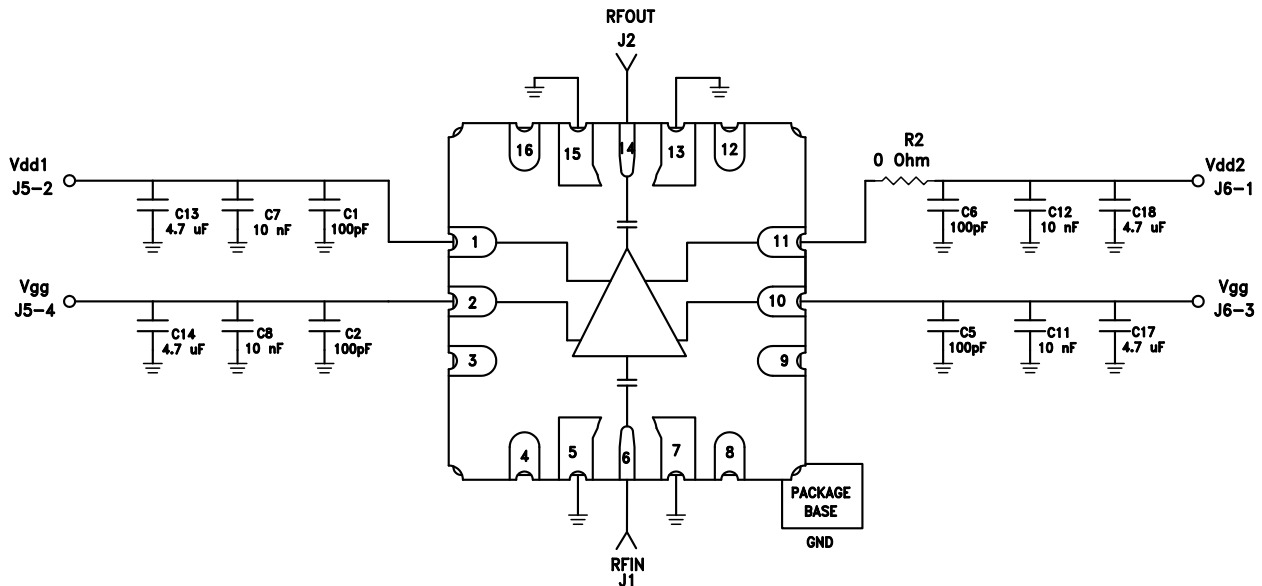 RFOUT
J2
16
15
14
13
12
R2
0 Ohm
Vdd1
J5-2
Vdd2
J6-1
C13
4.7 uF
C7
10 nF
C1
100pF
C6
100pF
C12
10 nF
C18
4.7 uF
1
11
Vgg
J5-4
2
10
Vgg
J6-3
C14
4.7 uF
C8
10 nF
C2
100pF
C5
100pF
C11
10 nF
C17
4.7 uF
3
9
4
5
6
7
8
PACKAGE
BASE
GND
RFIN
J1